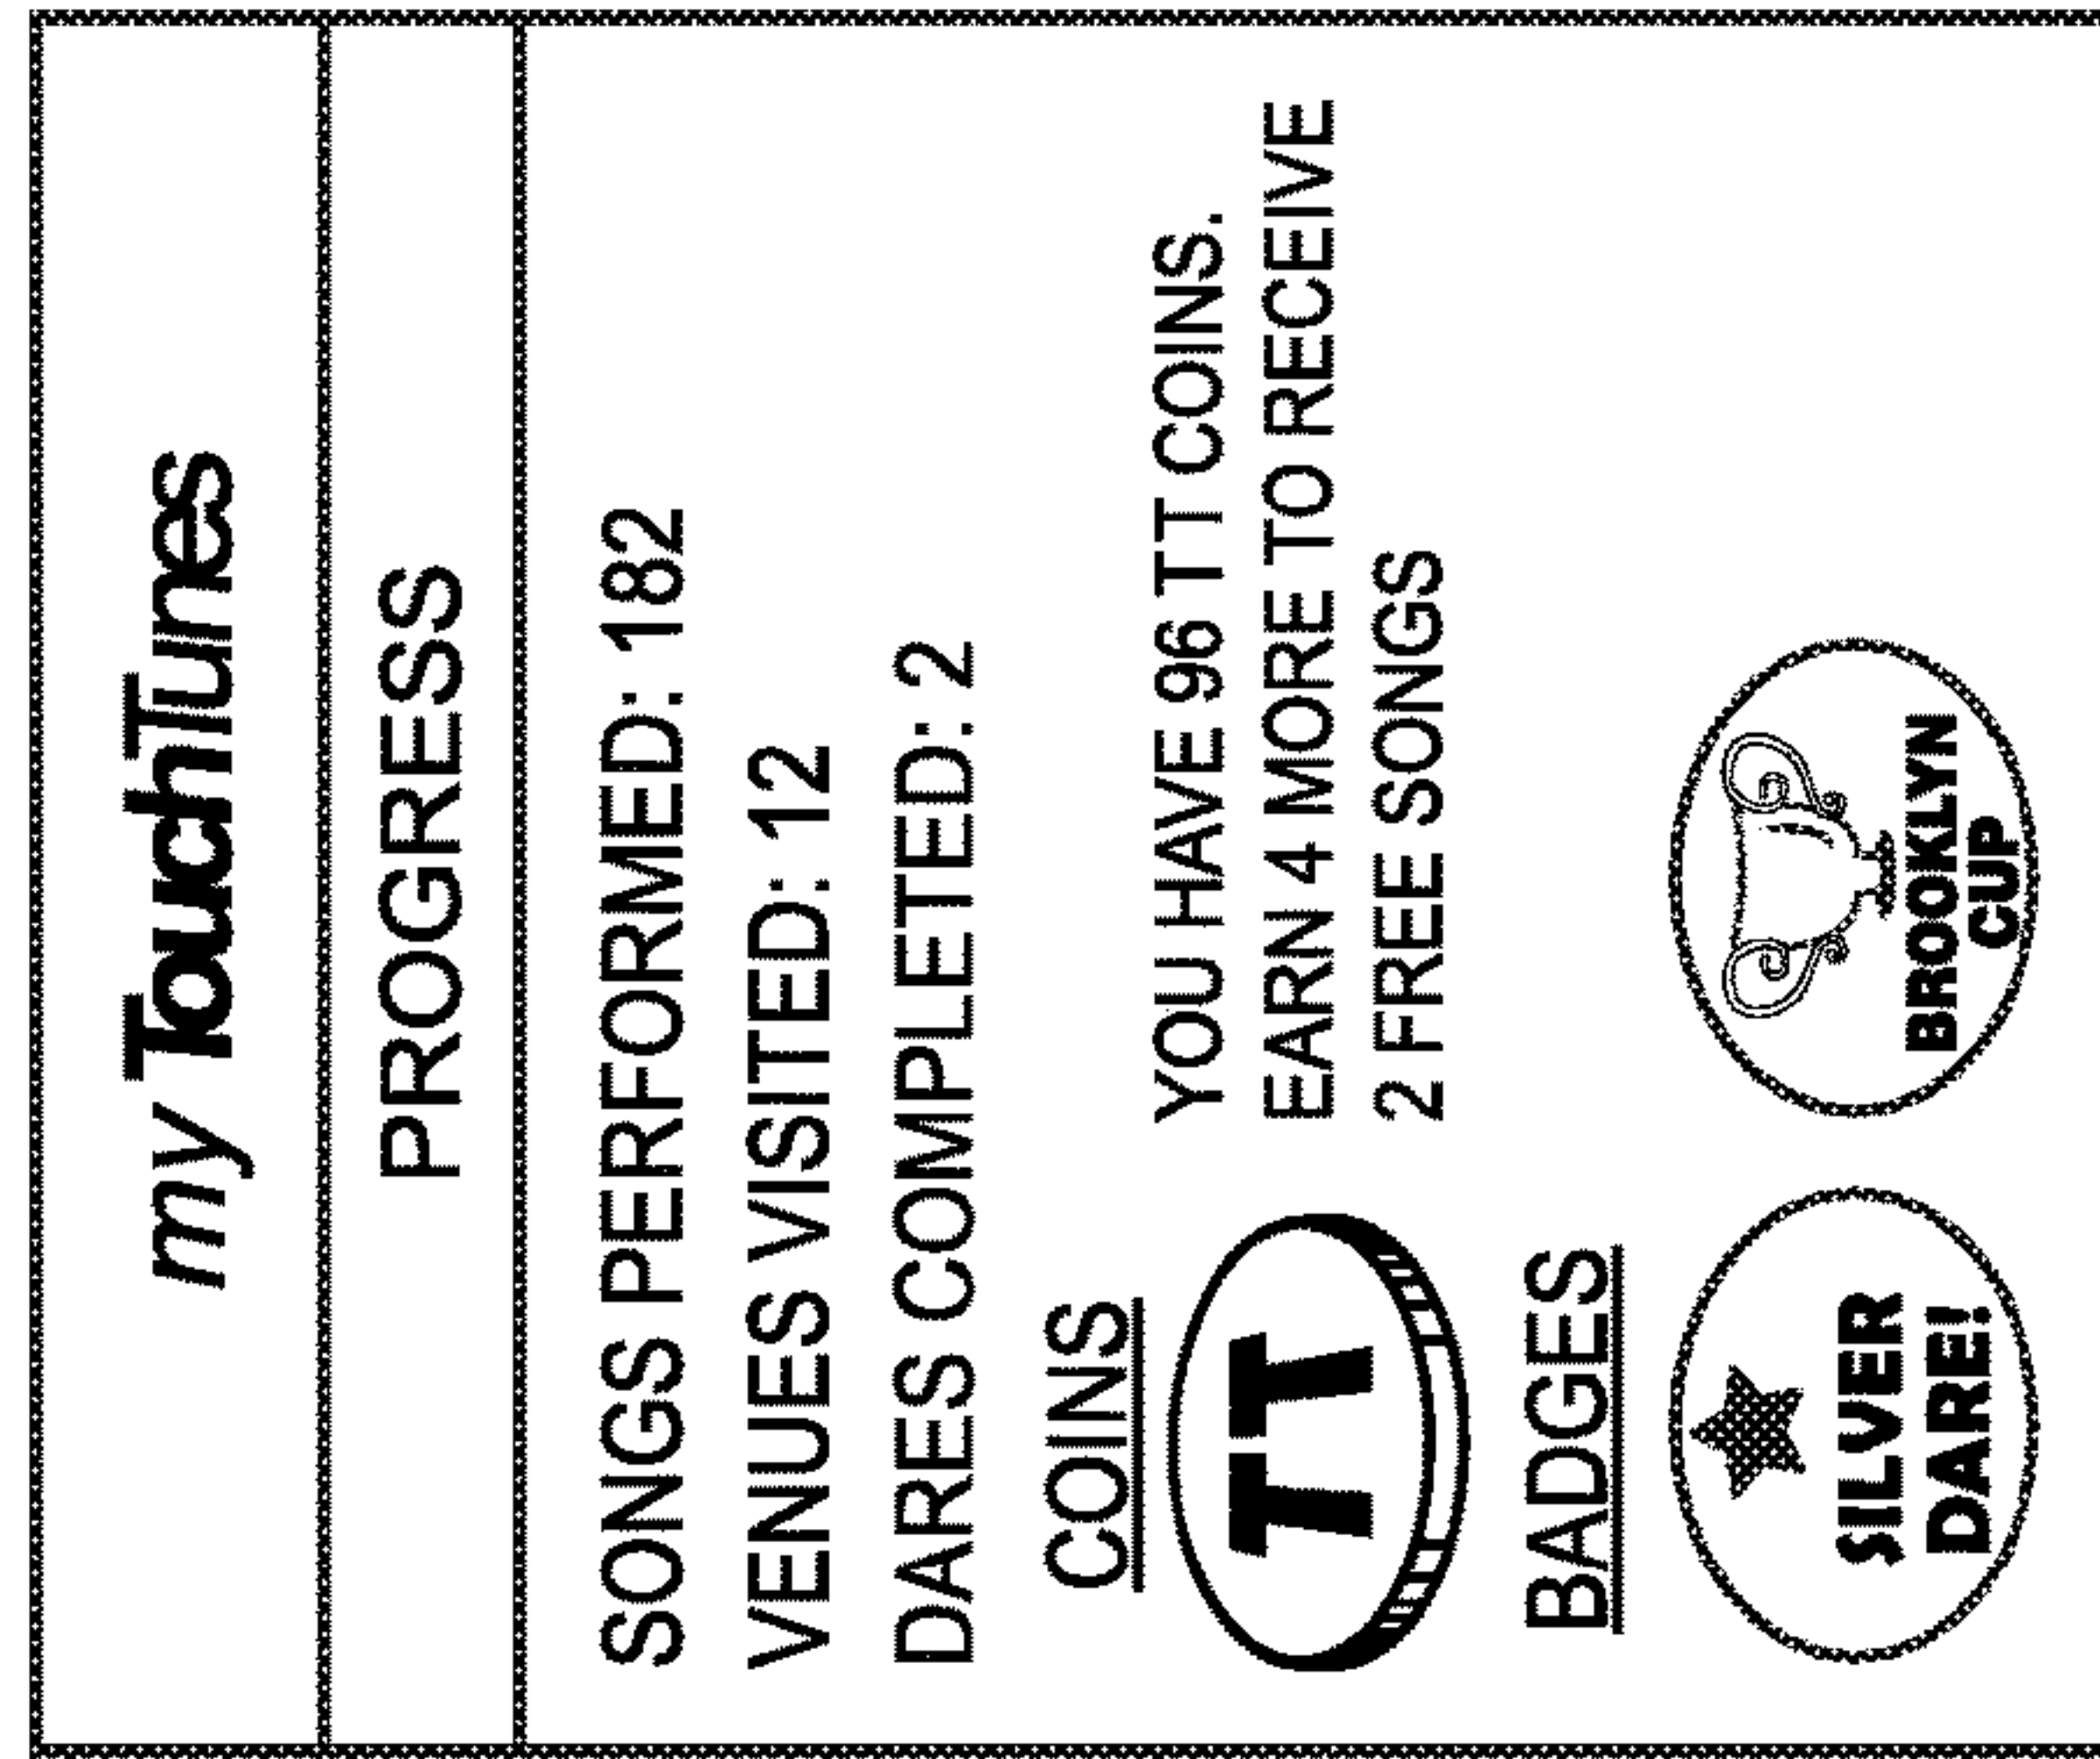 my TouchTunes
PROGRESS
SONGS PERFORMED: 182
VENUES VISITED: 12
DARES COMPLETED: 2
COINS
TT
YOU HAVE 96 TT COINS.
EARN 4 MORE TO RECEIVE
2 FREE SONGS
BADGES
SILVER
DARE!
BROOKLYN
CUP